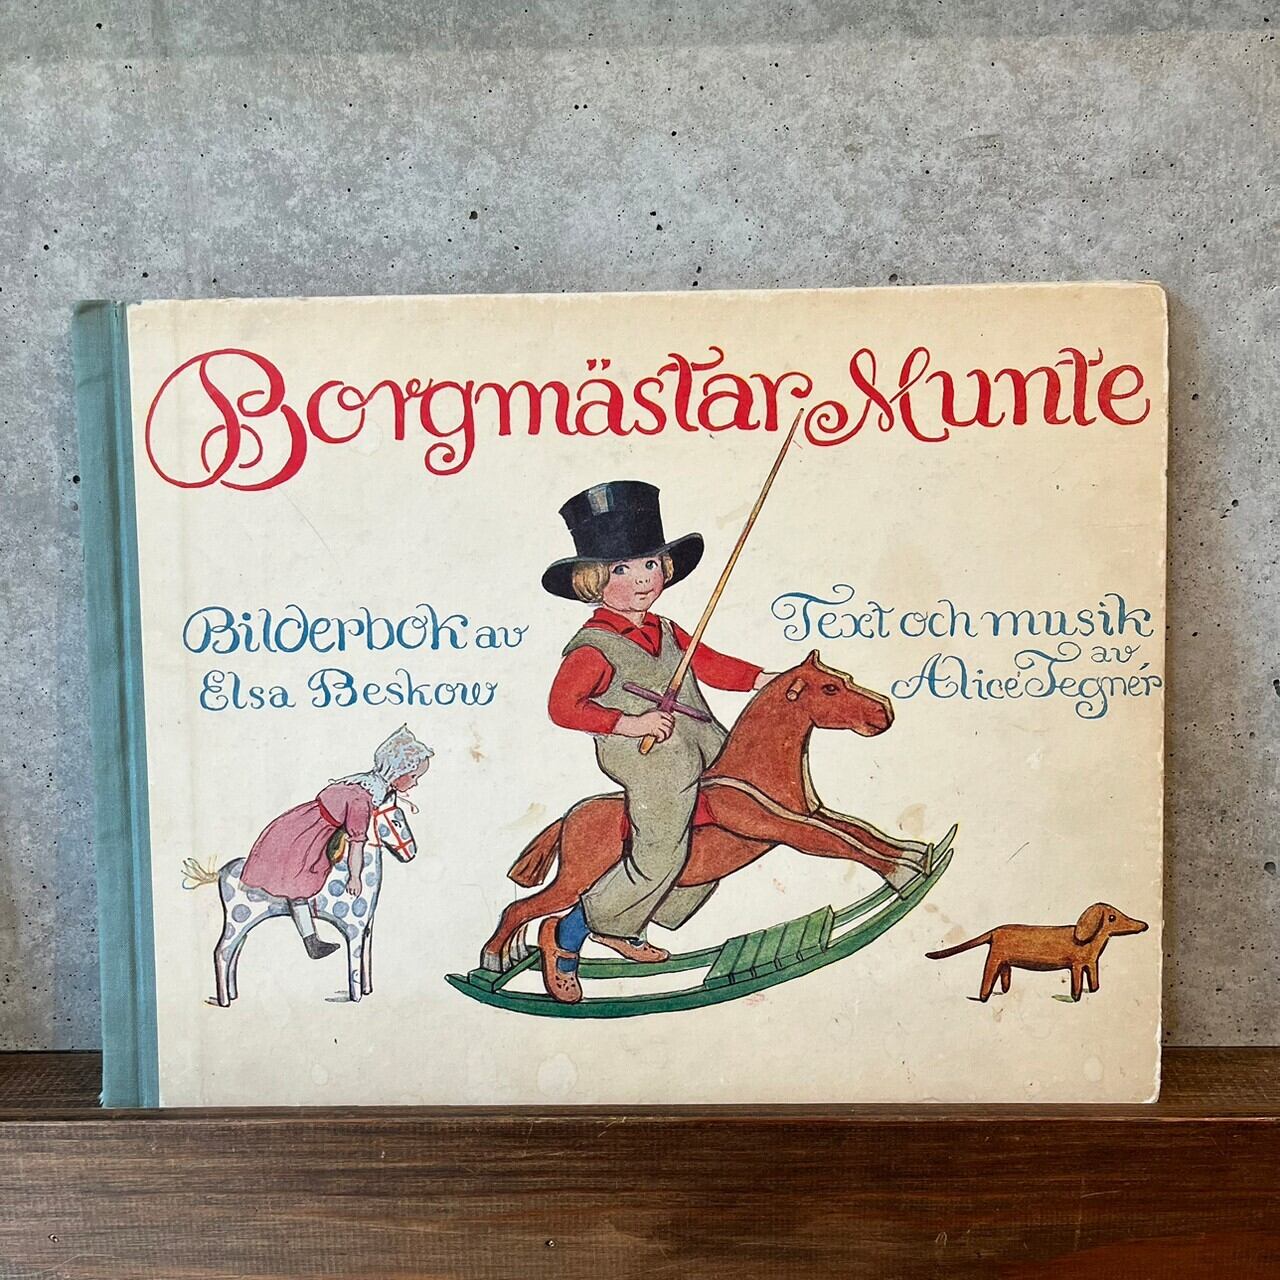 Borgmästar Munte
Bilderbok av
Elsa Beskow
Text och musik
av
Alice Tegnér